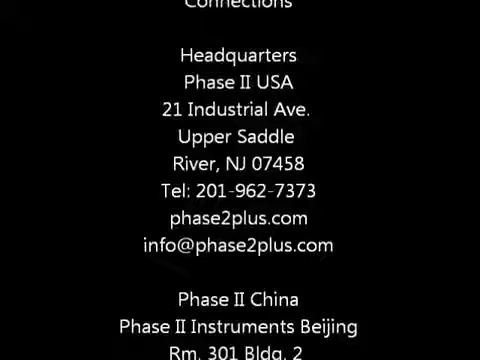 Connections
Headquarters
Phase II USA
21 Industrial Ave.
Upper Saddle
River, NJ 07458
Tel: 201-962-7373
phase2plus.com
info@phase2plus.com
Phase II China
Phase II Instruments Beijing
Rm. 301 Bldg. 2